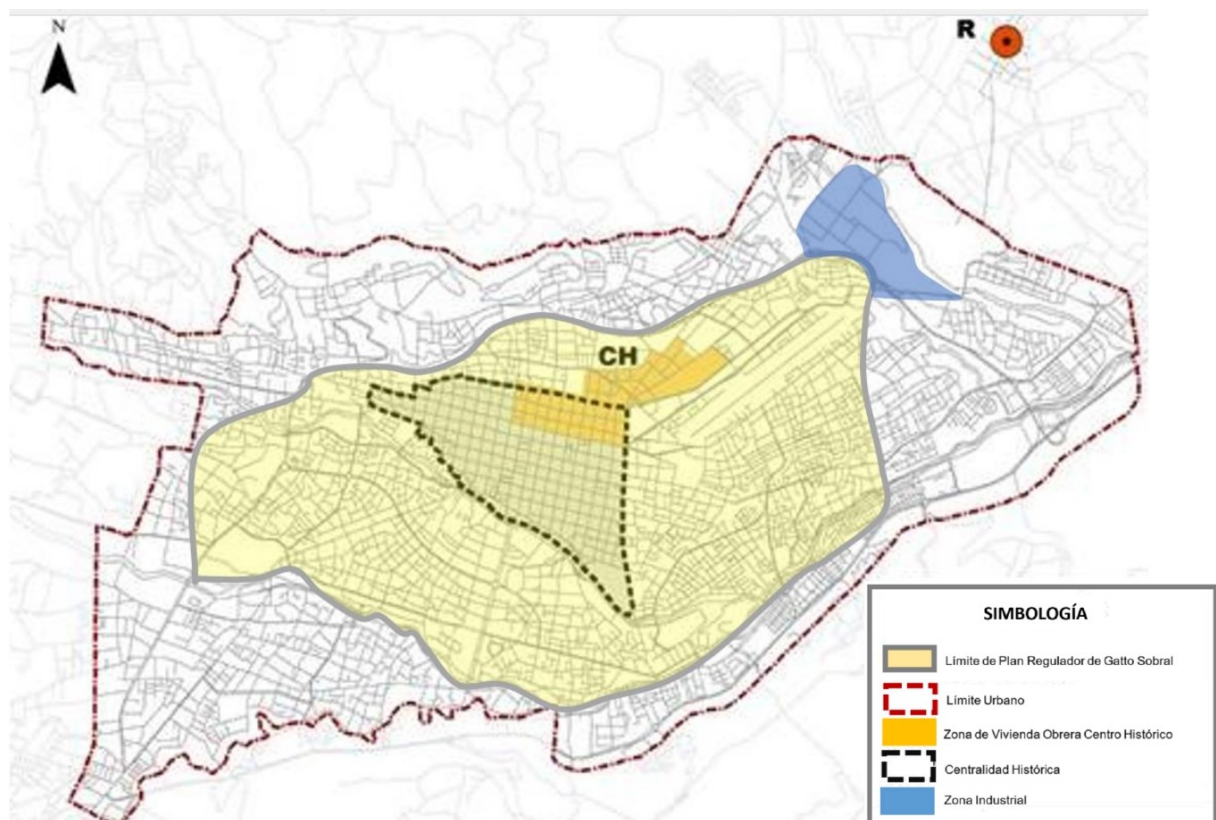 N
R
CH
SIMBOLOGÍA
Límite de Plan Regulador de Gatto Sobral
Límite Urbano
Zona de Vivienda Obrera Centro Histórico
Centralidad Histórica
Zona Industrial